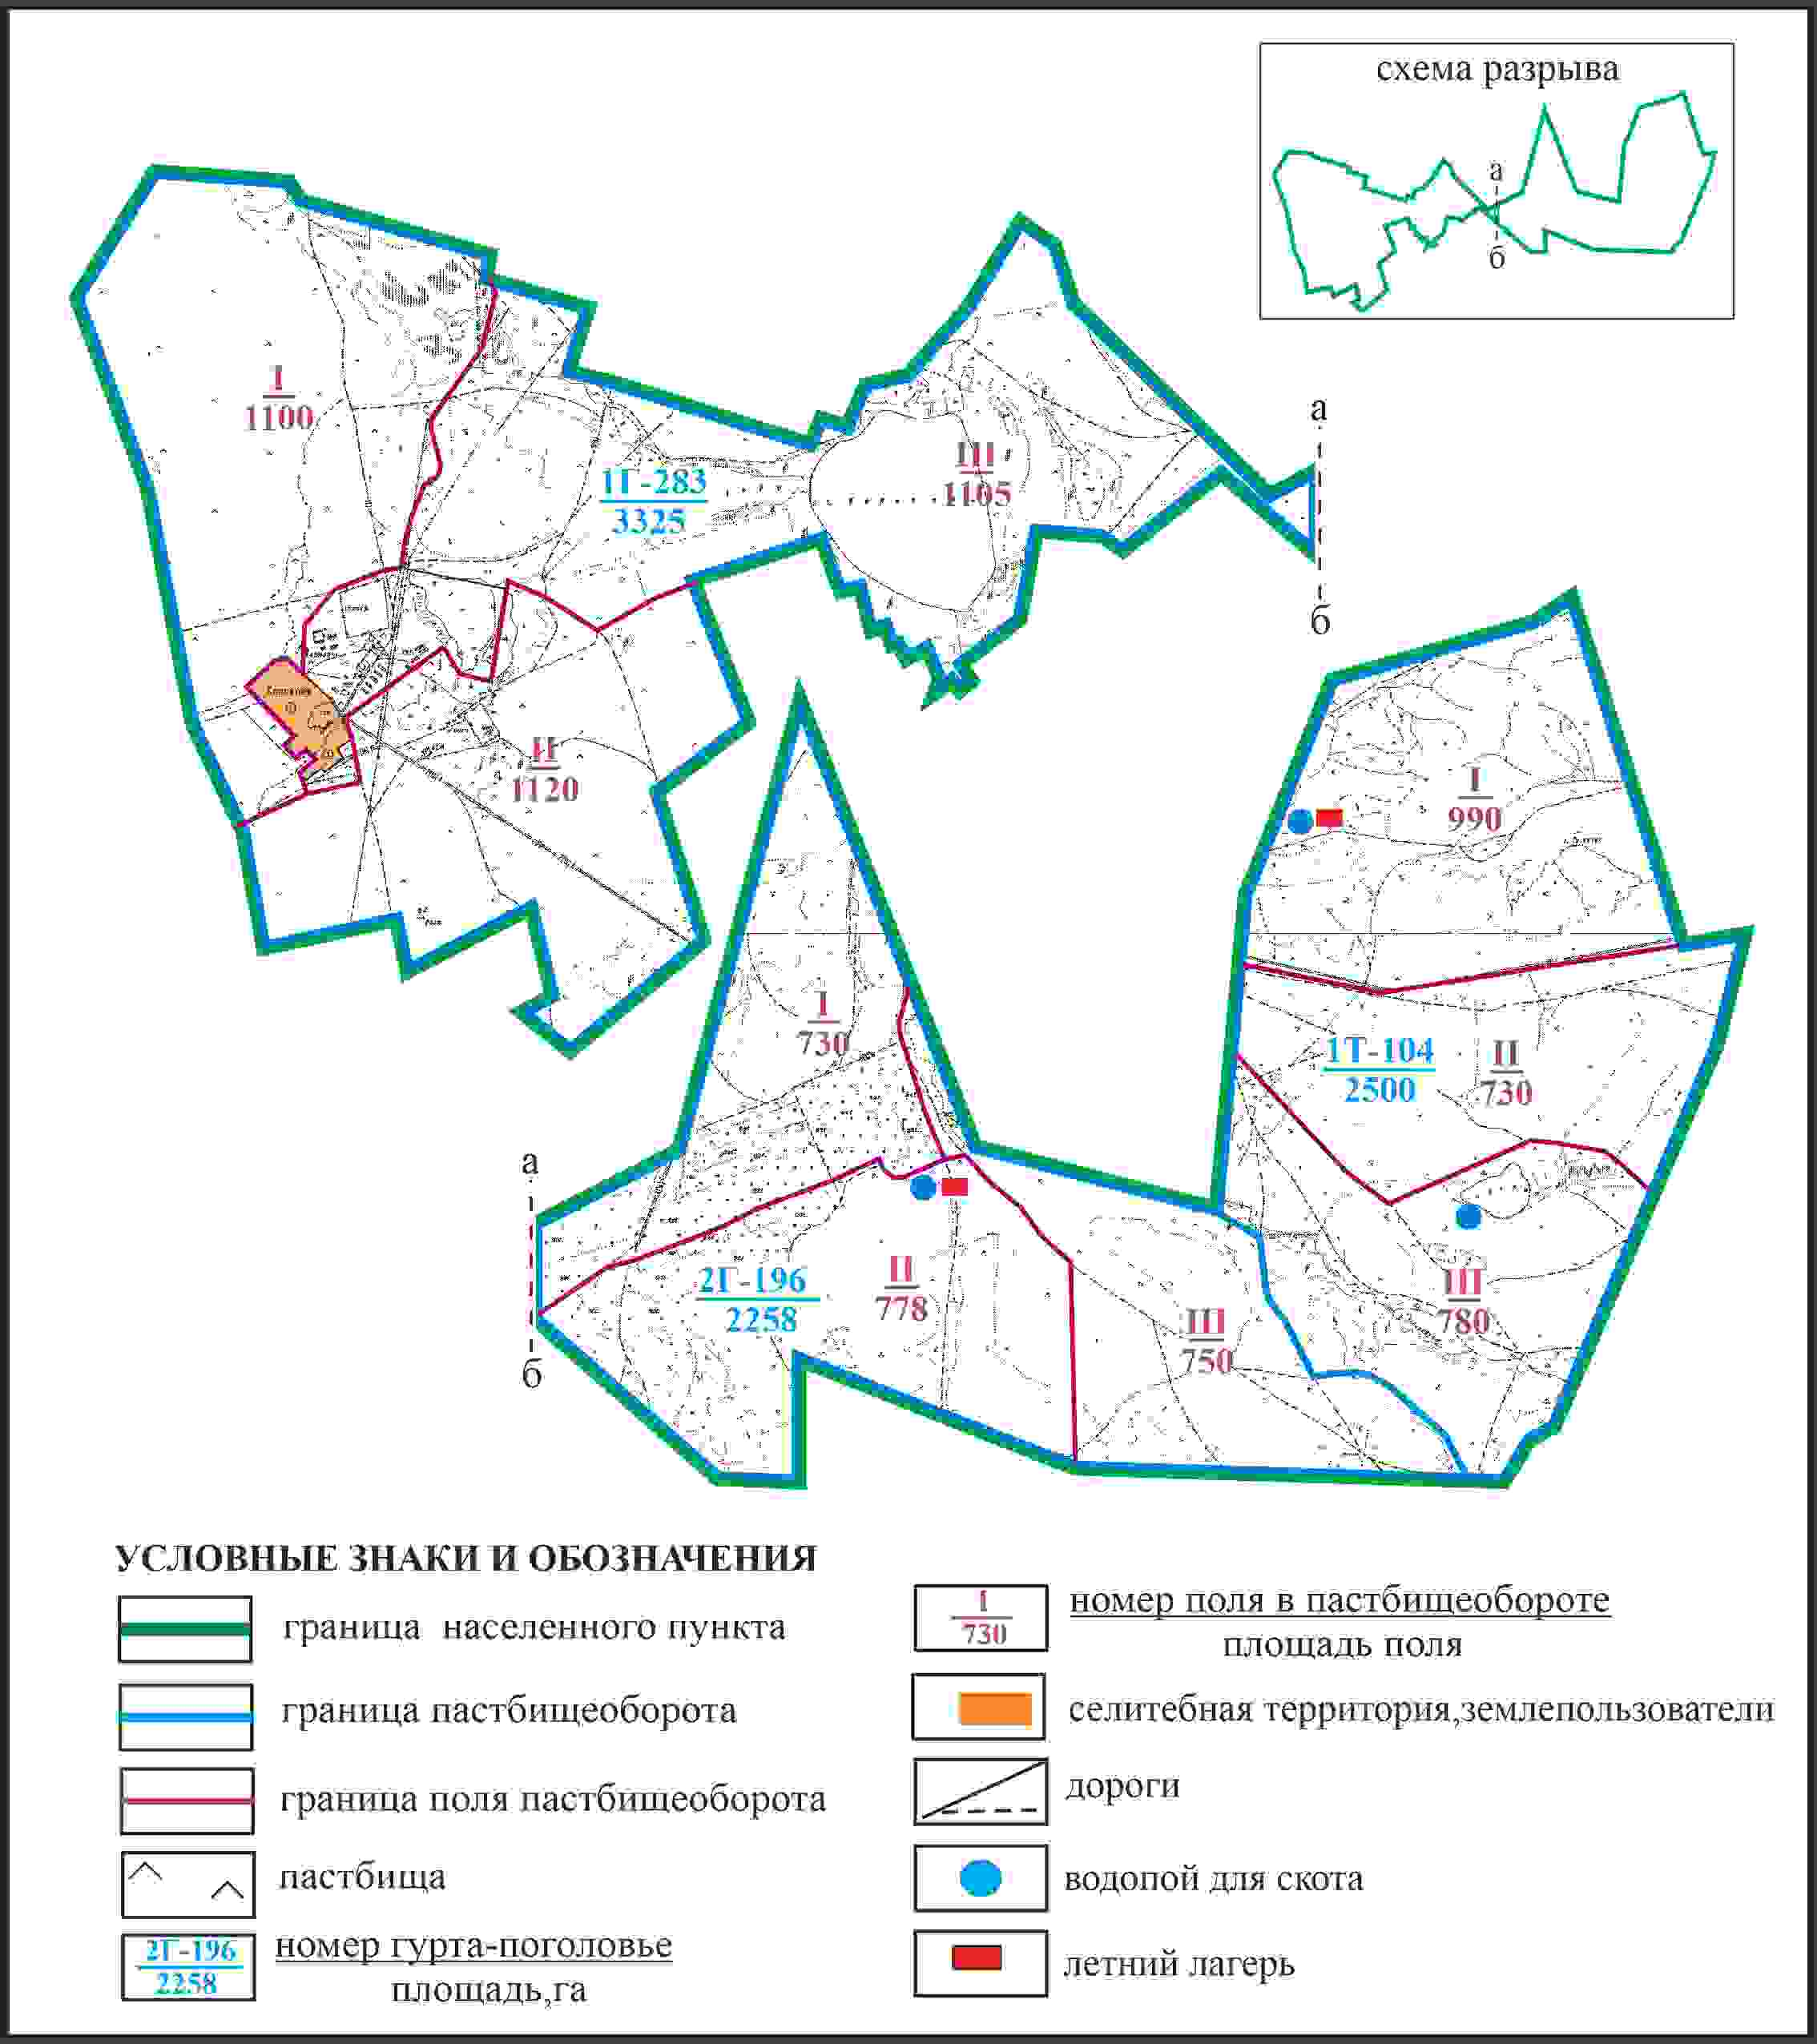 схема разрыва
а
б
I
1100
1Г-283
3325
III
1105
а
б
II
1120
I
990
I
730
1Т-104
2500
II
730
а
б
2Г-196
2258
II
778
III
750
III
780
УСЛОВНЫЕ ЗНАКИ И ОБОЗНАЧЕНИЯ
граница населенного пункта
граница пастбищеоборота
граница поля пастбищеоборота
пастбища
2Г-196
2258
номер гурта-поголовье
площадь,га
I
730
номер поля в пастбищеобороте
площадь поля
селитебная территория,землепользователи
дороги
водопой для скота
летний лагерь